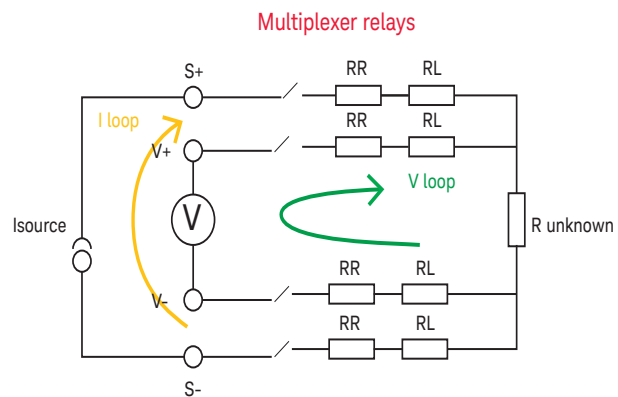 Multiplexer relays
S+
RR RL
I loop
V+
RR RL
V loop
Isource
V
R unknown
V-
RR RL
RR RL
S-